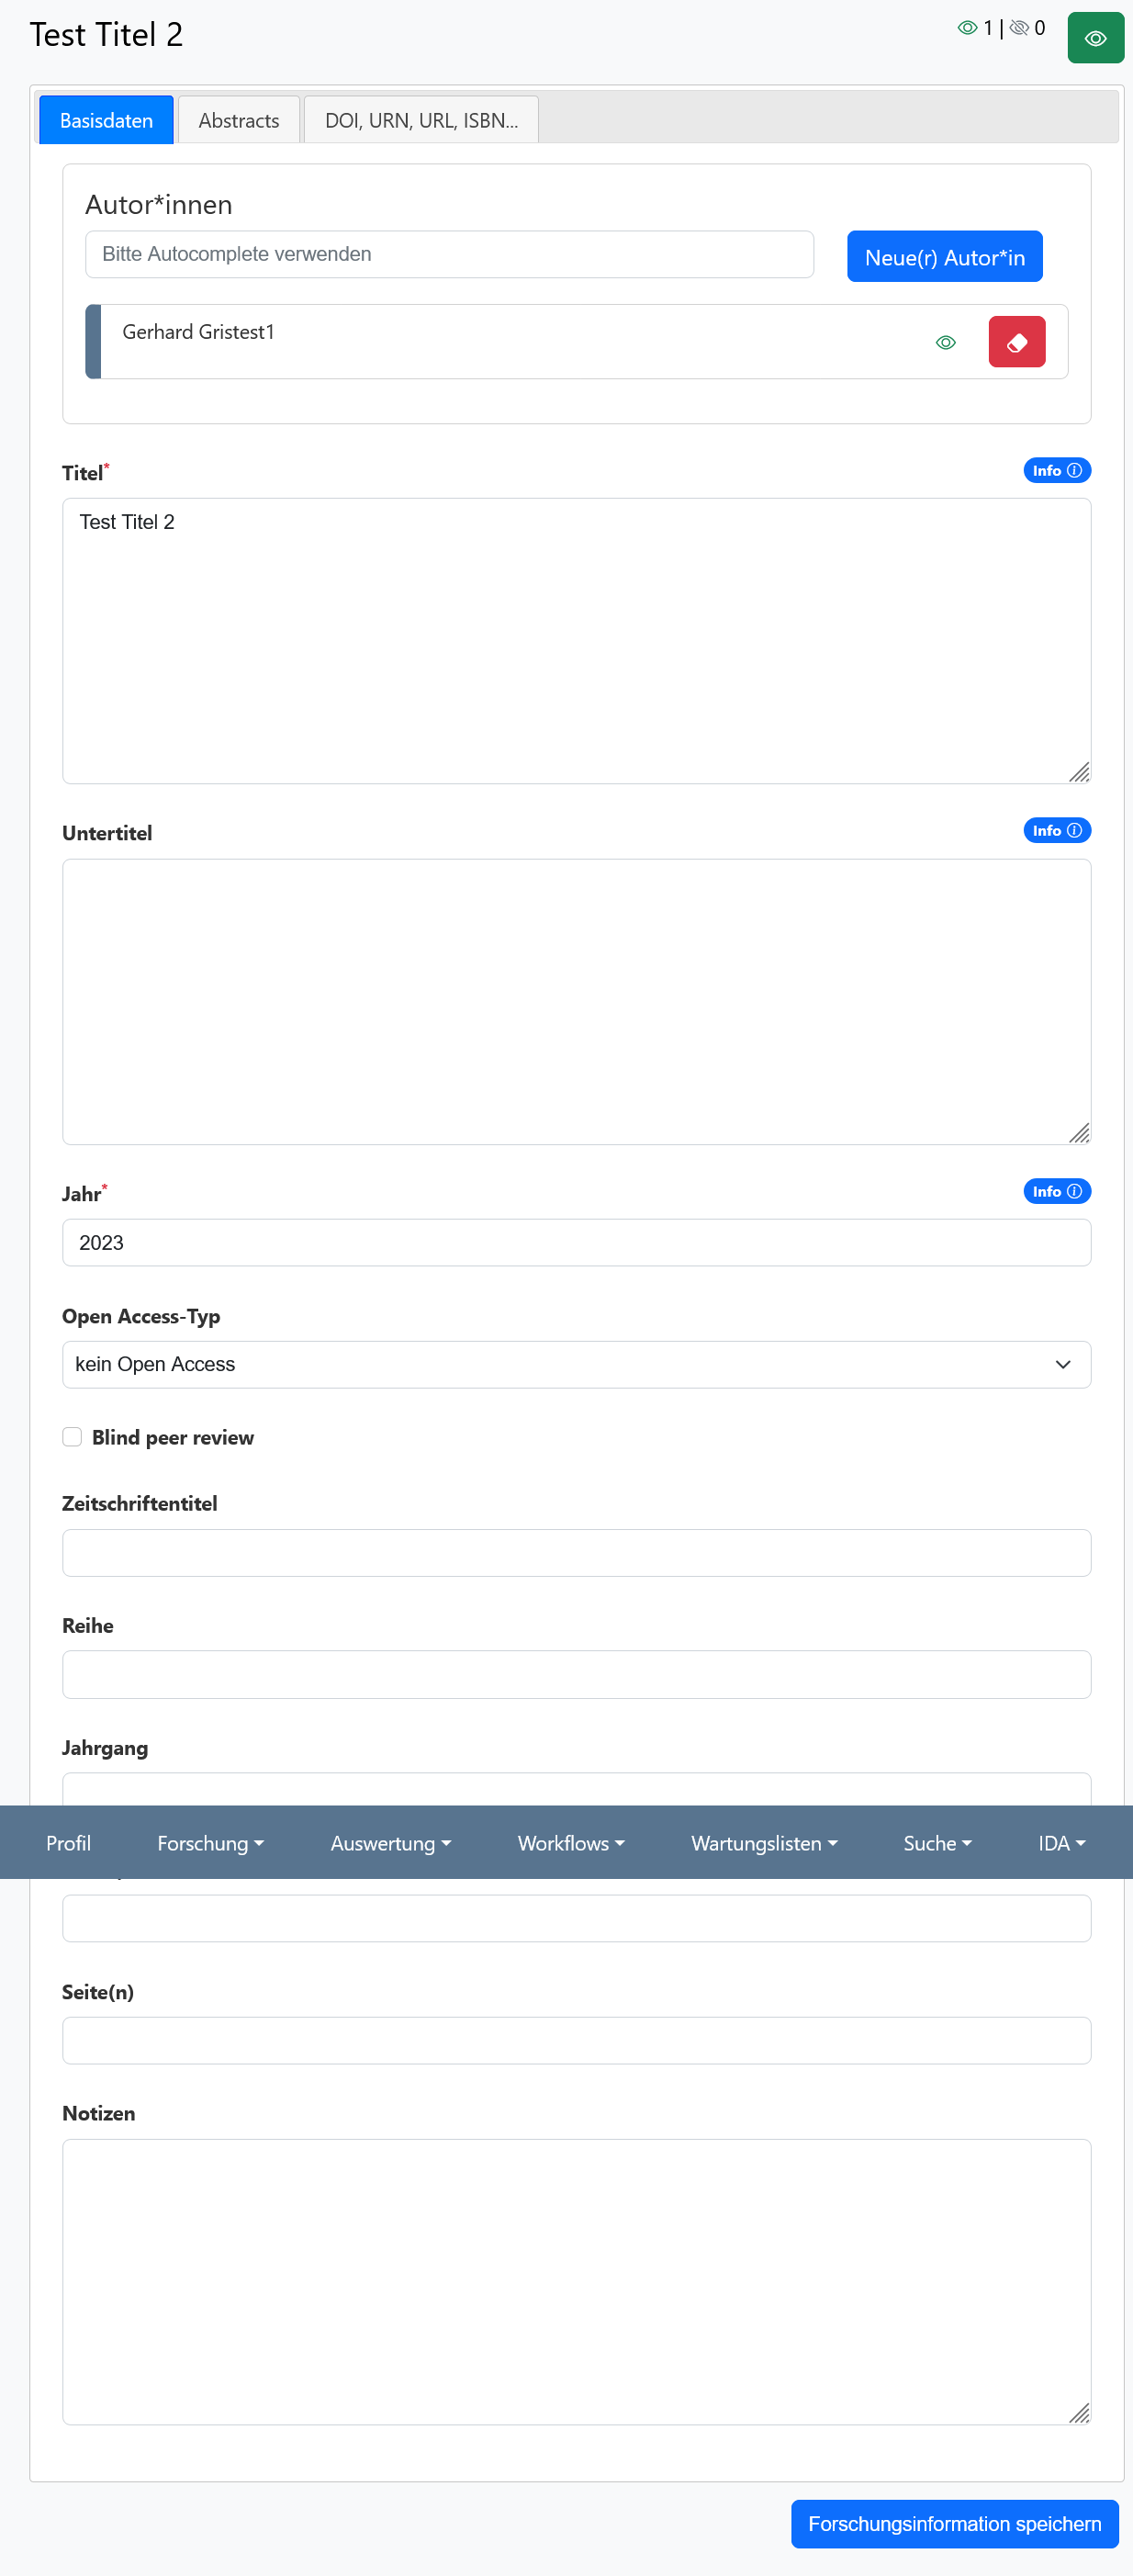 Test Titel 2
1 | 0
Basisdaten Abstracts DOI, URN, URL, ISBN...
Autor*innen
Bitte Autocomplete verwenden Neue(r) Autor*in
Gerhard Gristest1
Titel* Info
Test Titel 2
Untertitel Info
Jahr* Info
2023
Open Access-Typ
kein Open Access
Blind peer review
Zeitschriftentitel
Reihe
Jahrgang
Profil Forschung Auswertung Workflows Wartungslisten Suche IDA
Seite(n)
Notizen
Forschungsinformation speichern